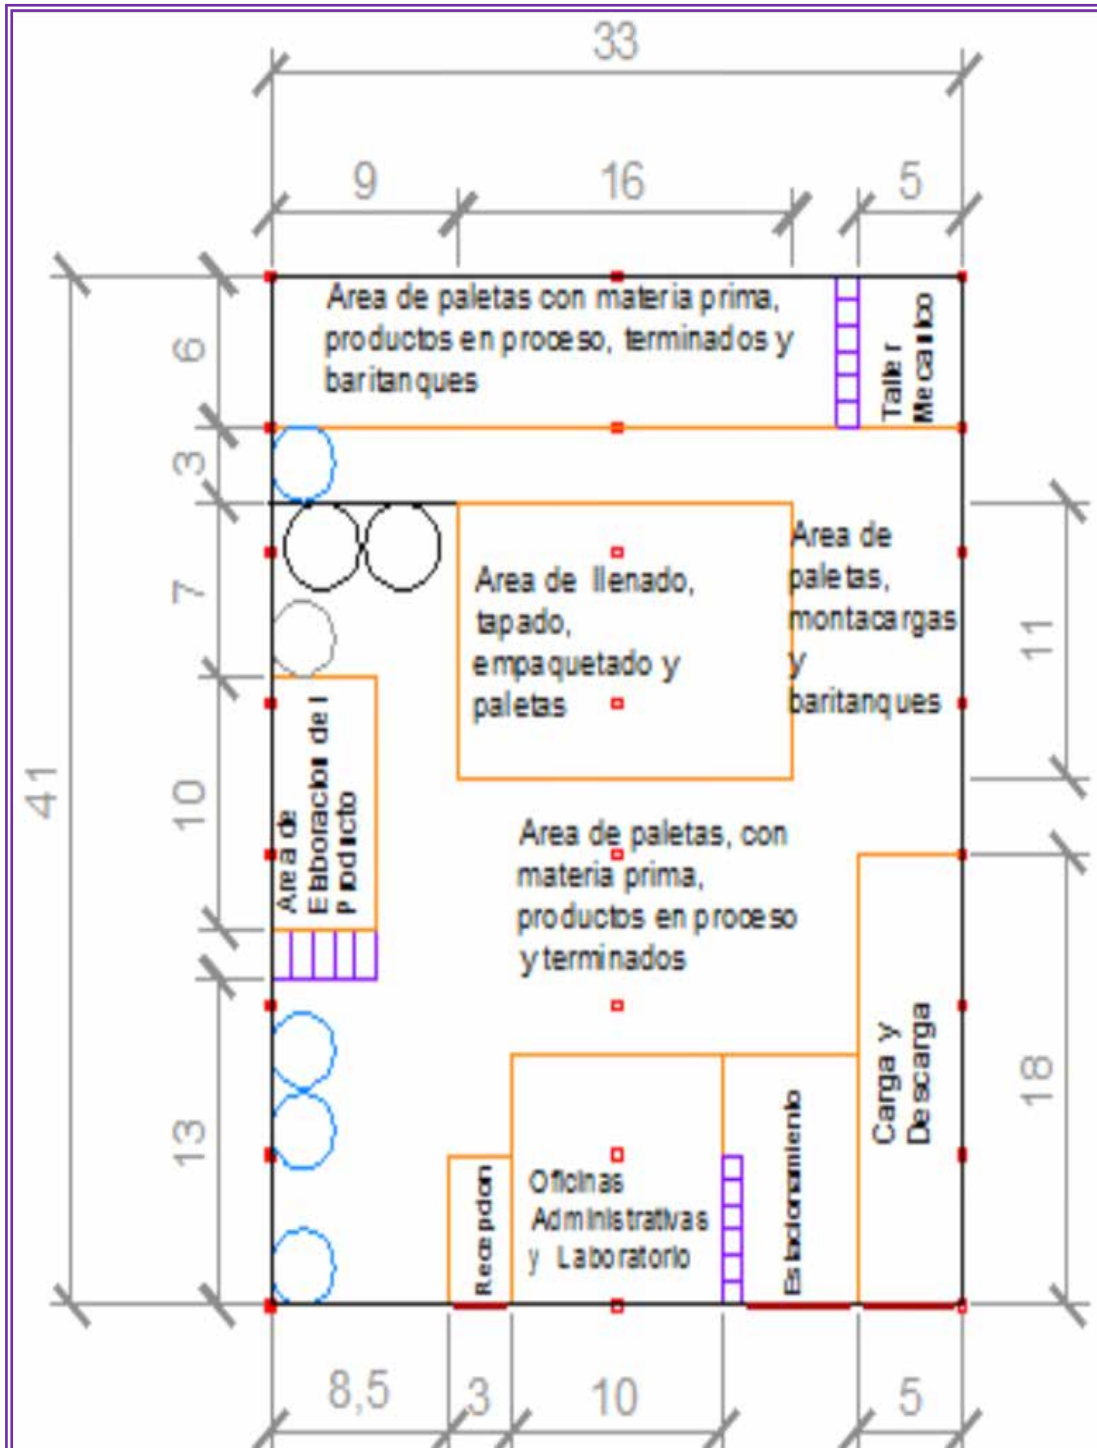 33
9
16
5
Area de paletas con materia prima,
productos en proceso, terminados y
baritanques
Taller
Mecanico
6
3
7
10
13
41
Area de llenado,
tapado,
empaquetado y
paletas
Area de
paletas,
montacargas
y
baritanques
11
Area de
Elaboracion del
Producto
Area de paletas, con
materia prima,
productos en proceso
y terminados
Carga y
Descarga
18
Recepcion
Oficinas
Administrativas
y Laboratorio
Estacionamiento
8,5
3
10
5